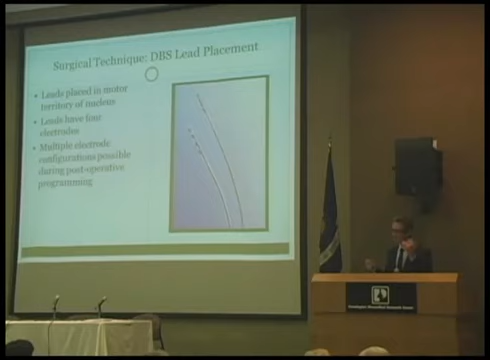 Surgical Technique: DBS Lead Placement
• Leads placed in motor
territory of nucleus
• Leads have four
electrodes
• Multiple electrode
configurations possible
during post-operative
programming